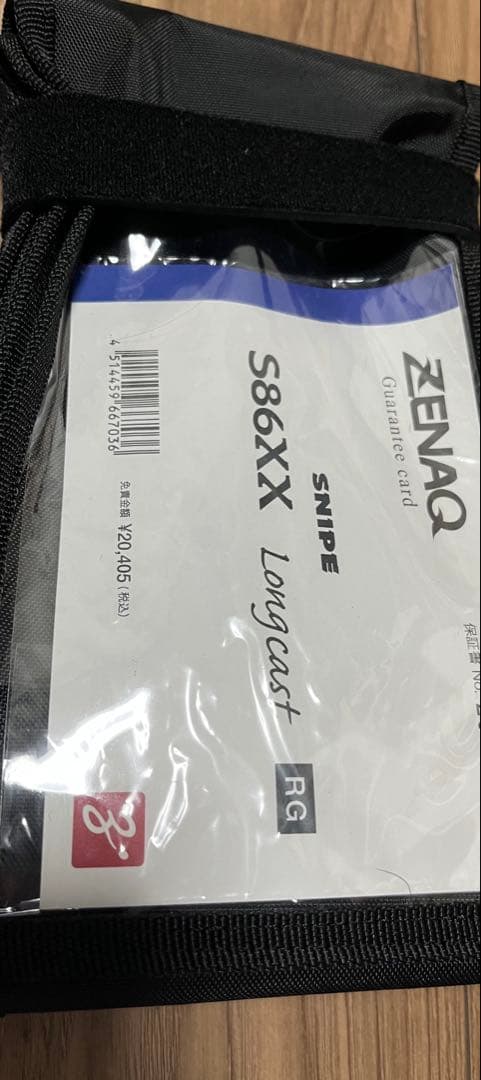 ZENAQ
Guarantee card
保証書 No.
SNIPE
S86XX Longcast RG
4 514459 667036
免責金額 ¥20,405(税込)